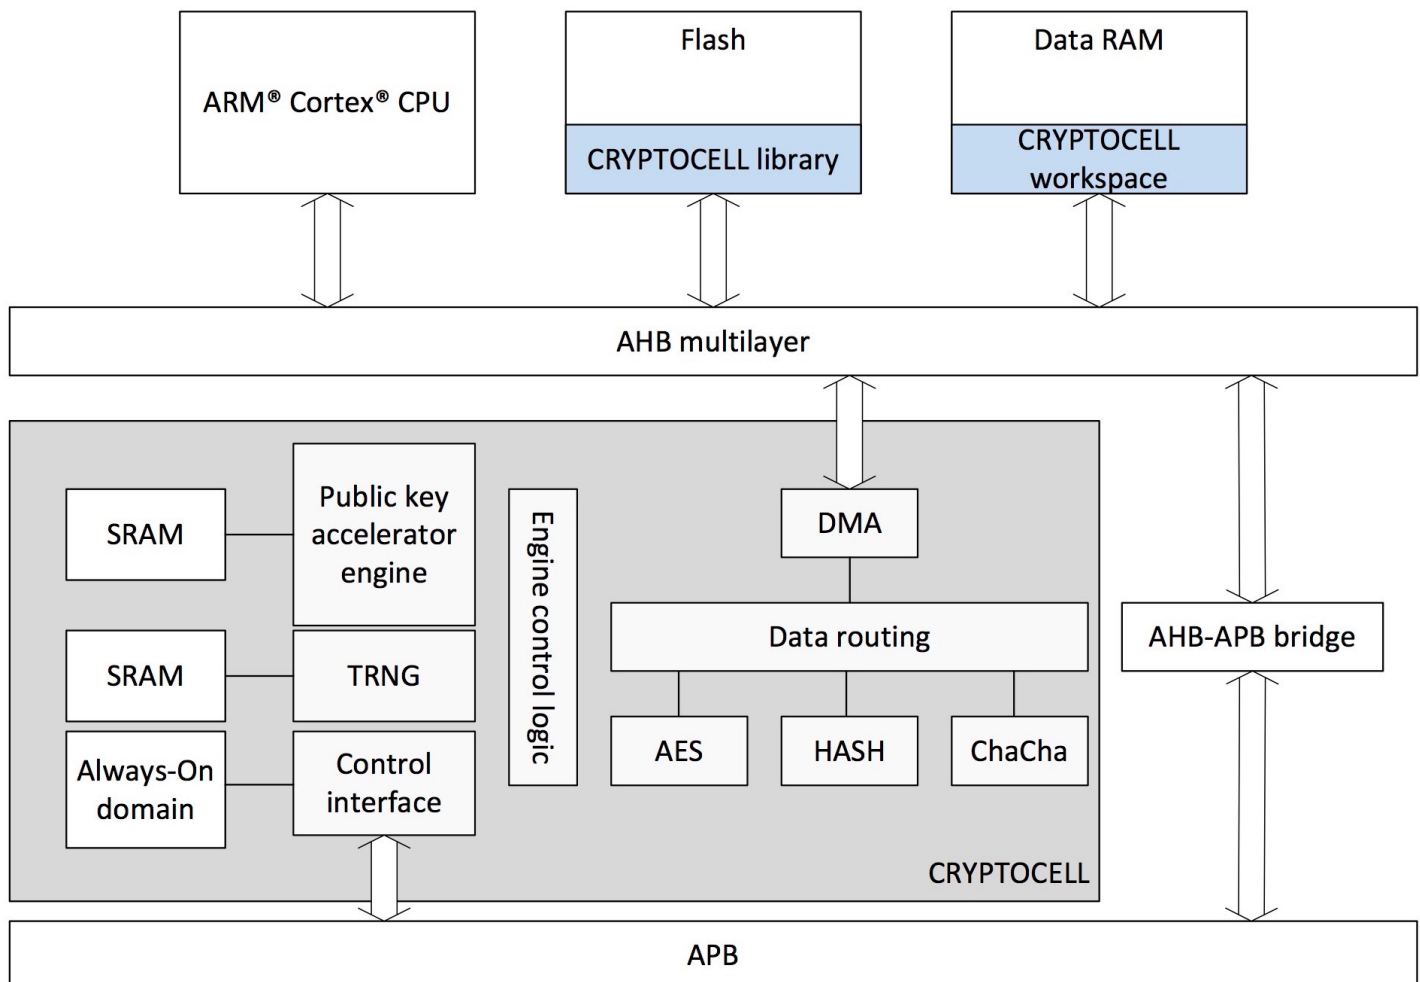 ARM® Cortex® CPU
Flash
CRYPTOCELL library
Data RAM
CRYPTOCELL
workspace
AHB multilayer
SRAM
Public key
accelerator
engine
Engine control logic
DMA
Data routing
AHB-APB bridge
SRAM
TRNG
AES
HASH
ChaCha
Always-On
domain
Control
interface
CRYPTOCELL
APB